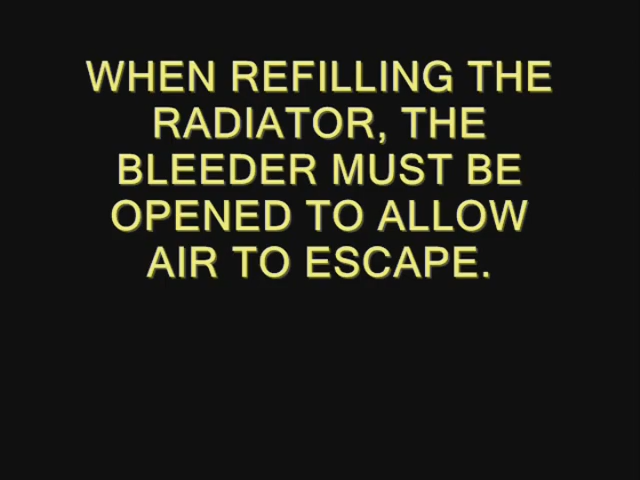 WHEN REFILLING THE
RADIATOR, THE
BLEEDER MUST BE
OPENED TO ALLOW
AIR TO ESCAPE.